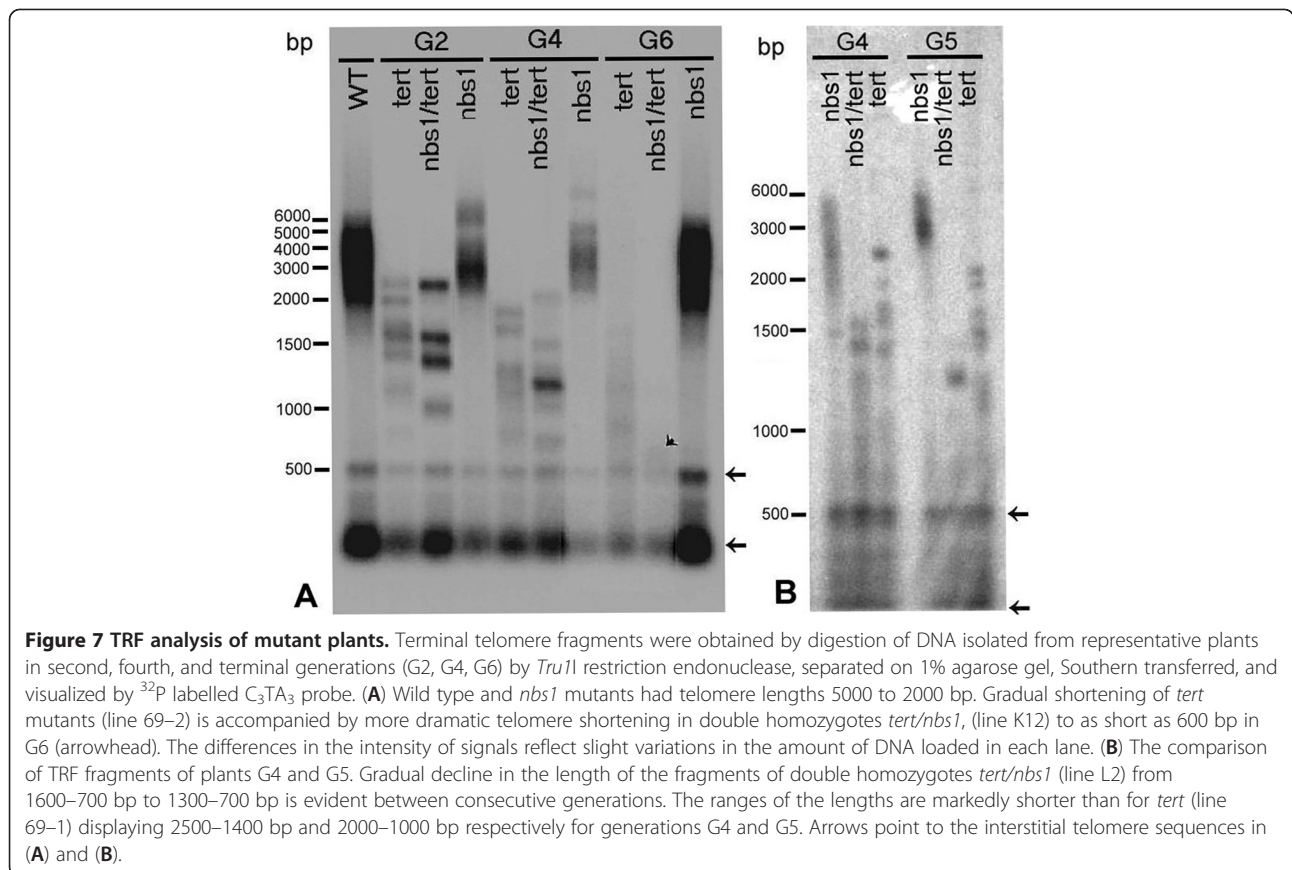 bp
G2 G4 G6
WT tert nbs1/tert nbs1 tert nbs1/tert nbs1 tert nbs1/tert nbs1
6000
5000
4000
3000
2000
1500
1000
500
A
bp
G4 G5
nbs1 nbs1/tert tert nbs1 nbs1/tert tert
6000
3000
2000
1500
1000
500
B
Figure 7 TRF analysis of mutant plants. Terminal telomere fragments were obtained by digestion of DNA isolated from representative plants
in second, fourth, and terminal generations (G2, G4, G6) by Tru1I restriction endonuclease, separated on 1% agarose gel, Southern transferred, and
visualized by ³²P labelled C₃TA₃ probe. (A) Wild type and nbs1 mutants had telomere lengths 5000 to 2000 bp. Gradual shortening of tert
mutants (line 69–2) is accompanied by more dramatic telomere shortening in double homozygotes tert/nbs1, (line K12) to as short as 600 bp in
G6 (arrowhead). The differences in the intensity of signals reflect slight variations in the amount of DNA loaded in each lane. (B) The comparison
of TRF fragments of plants G4 and G5. Gradual decline in the length of the fragments of double homozygotes tert/nbs1 (line L2) from
1600–700 bp to 1300–700 bp is evident between consecutive generations. The ranges of the lengths are markedly shorter than for tert (line
69–1) displaying 2500–1400 bp and 2000–1000 bp respectively for generations G4 and G5. Arrows point to the interstitial telomere sequences in
(A) and (B).